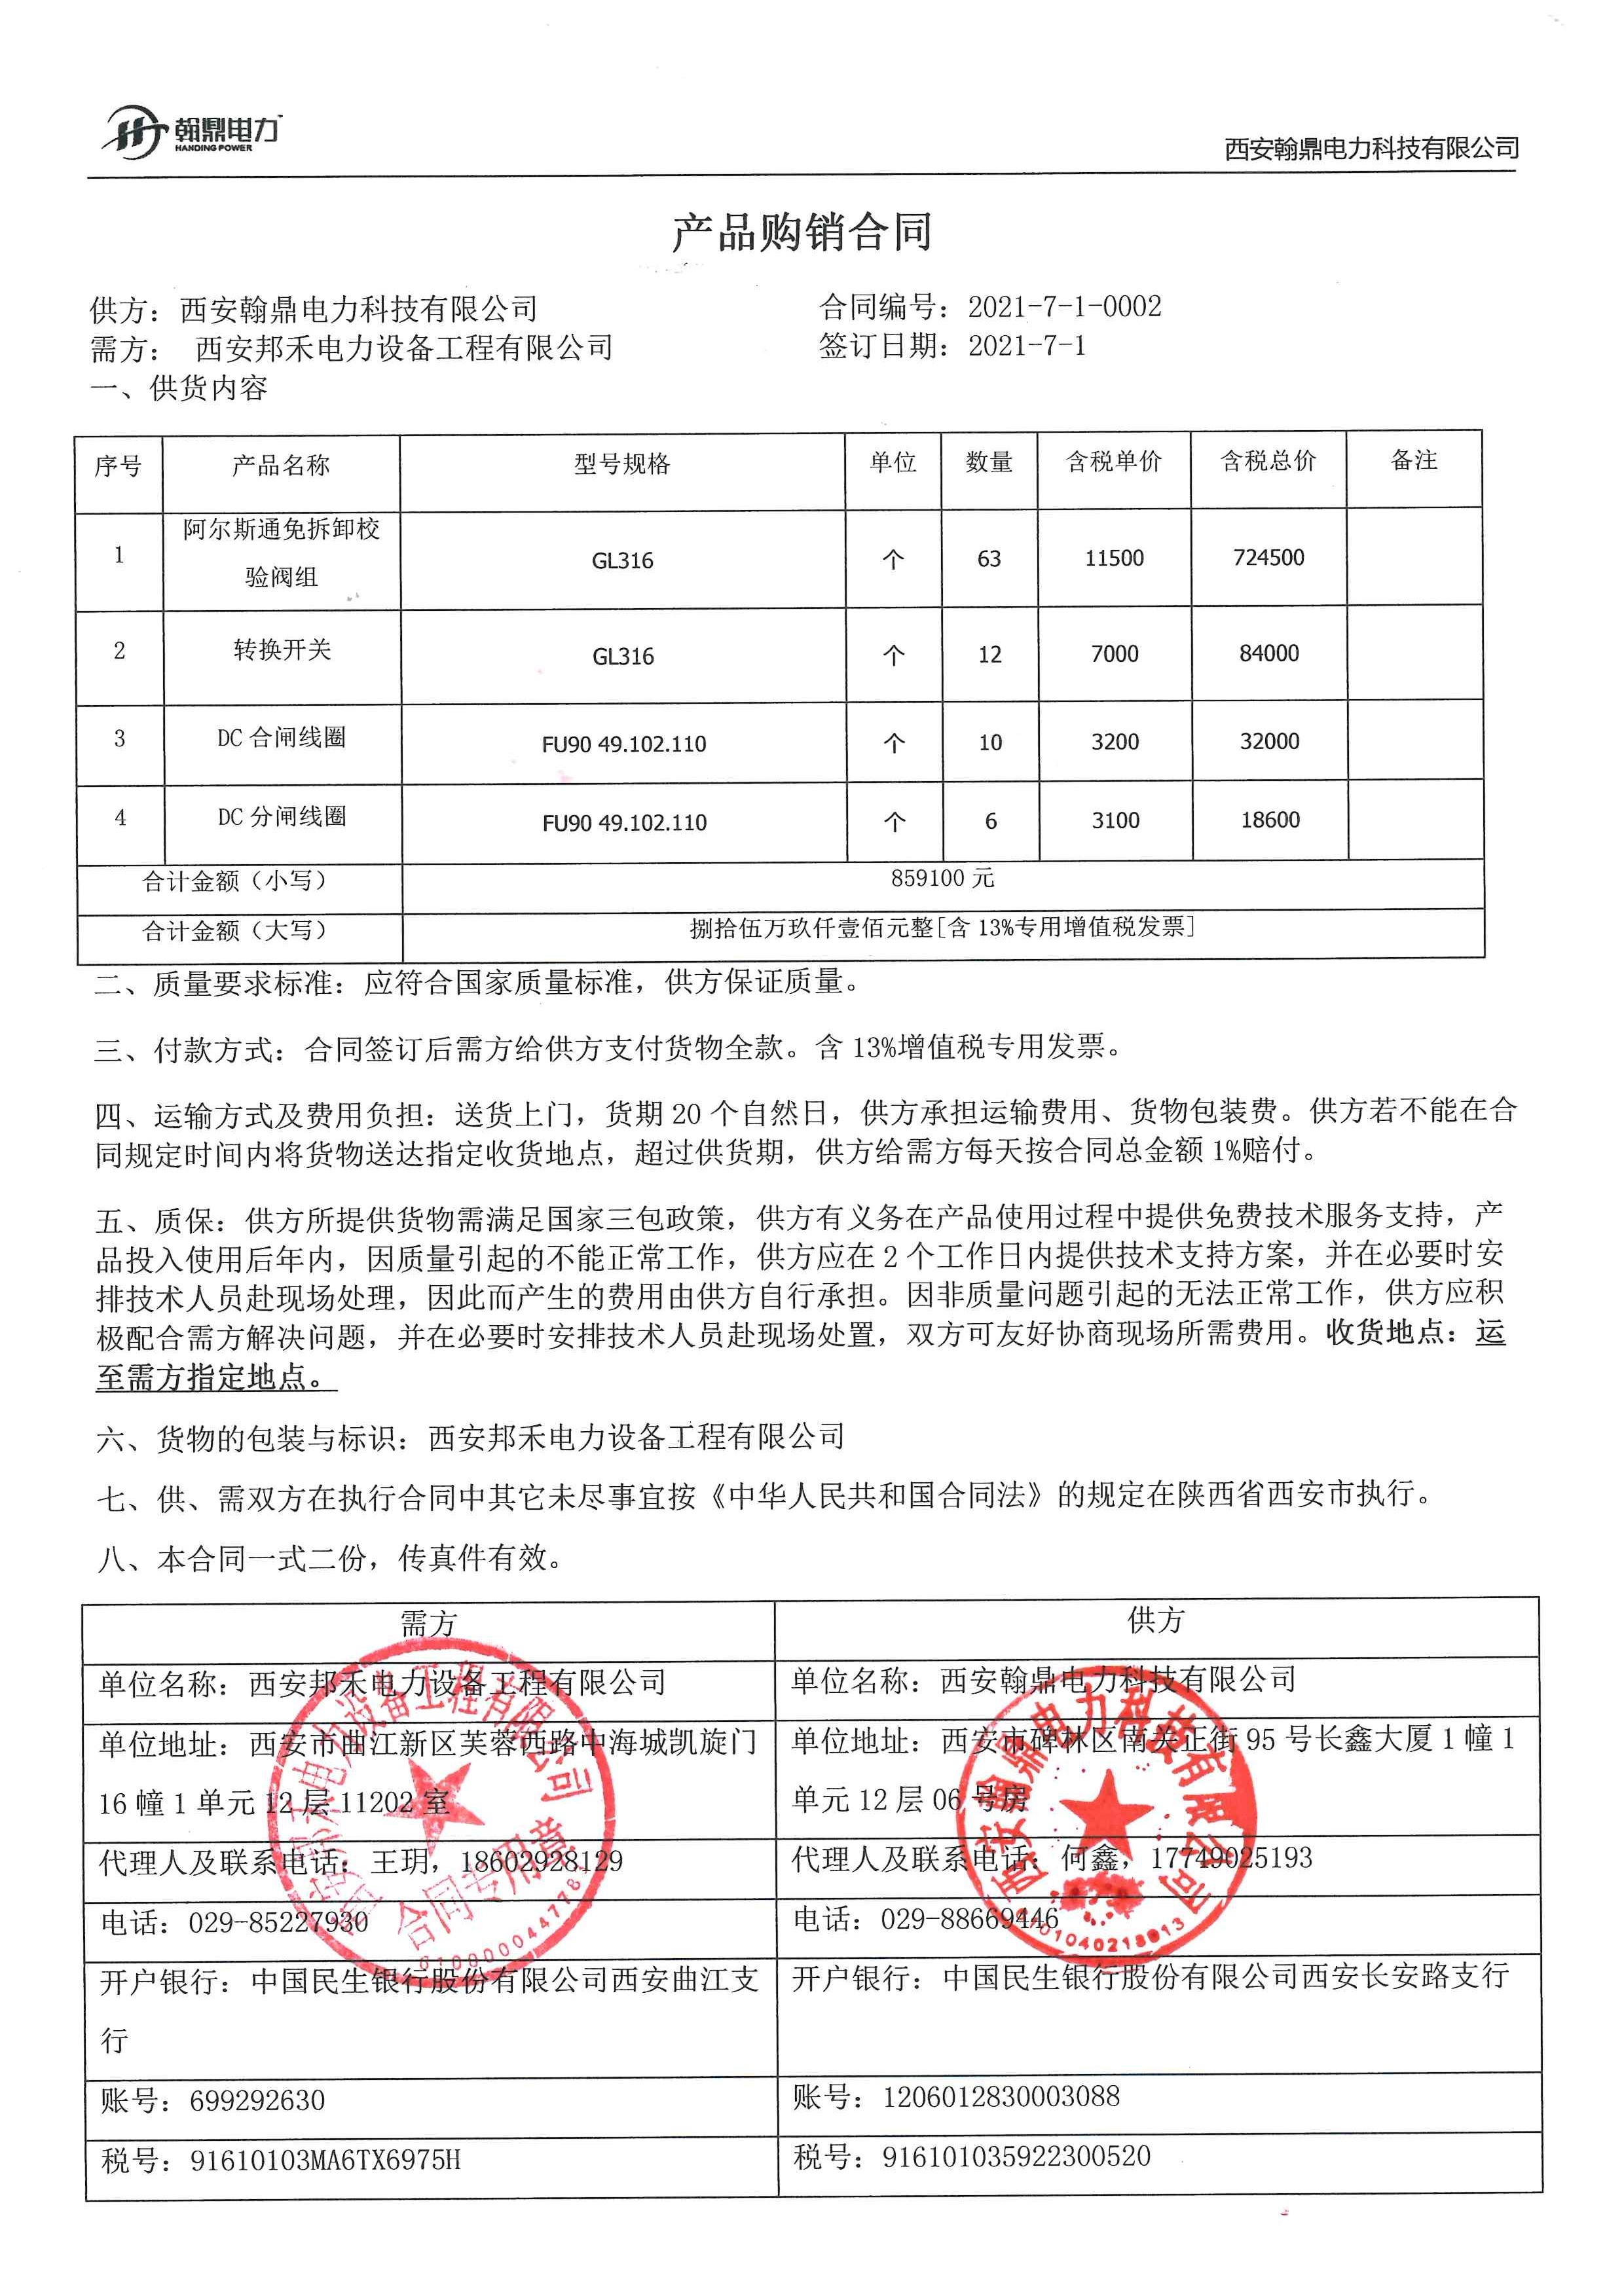 翰鼎电力
HANDING POWER
西安翰鼎电力科技有限公司
产品购销合同
供方：西安翰鼎电力科技有限公司 合同编号：2021-7-1-0002
需方： 西安邦禾电力设备工程有限公司 签订日期：2021-7-1
一、供货内容
序号 产品名称 型号规格 单位 数量 含税单价 含税总价 备注
1 阿尔斯通免拆卸校验阀组 GL316 个 63 11500 724500
2 转换开关 GL316 个 12 7000 84000
3 DC 合闸线圈 FU90 49.102.110 个 10 3200 32000
4 DC 分闸线圈 FU90 49.102.110 个 6 3100 18600
合计金额（小写） 859100 元
合计金额（大写） 捌拾伍万玖仟壹佰元整[含 13%专用增值税发票]
二、质量要求标准：应符合国家质量标准，供方保证质量。
三、付款方式：合同签订后需方给供方支付货物全款。含 13%增值税专用发票。
四、运输方式及费用负担：送货上门，货期 20 个自然日，供方承担运输费用、货物包装费。供方若不能在合
同规定时间内将货物送达指定收货地点，超过供货期，供方给需方每天按合同总金额 1%赔付。
五、质保：供方所提供货物需满足国家三包政策，供方有义务在产品使用过程中提供免费技术服务支持，产
品投入使用后年内，因质量引起的不能正常工作，供方应在 2 个工作日内提供技术支持方案，并在必要时安
排技术人员赴现场处理，因此而产生的费用由供方自行承担。因非质量问题引起的无法正常工作，供方应积
极配合需方解决问题，并在必要时安排技术人员赴现场处置，双方可友好协商现场所需费用。收货地点：运
至需方指定地点。
六、货物的包装与标识：西安邦禾电力设备工程有限公司
七、供、需双方在执行合同中其它未尽事宜按《中华人民共和国合同法》的规定在陕西省西安市执行。
八、本合同一式二份，传真件有效。
需方 供方
单位名称：西安邦禾电力设备工程有限公司 单位名称：西安翰鼎电力科技有限公司
单位地址：西安市曲江新区芙蓉西路中海城凯旋门 单位地址：西安市碑林区南关正街 95 号长鑫大厦 1 幢 1
16 幢 1 单元 12 层 11202 室 单元 12 层 06 号房
代理人及联系电话：王玥，18602928129 代理人及联系电话：何鑫，17749025193
电话：029-85227930 电话：029-88669446
开户银行：中国民生银行股份有限公司西安曲江支 开户银行：中国民生银行股份有限公司西安长安路支行
行
账号：699292630 账号：1206012830003088
税号：91610103MA6TX6975H 税号：916101035922300520
西安邦禾电力设备工程有限公司
合同专用章
6100000044778
西安翰鼎电力科技有限公司